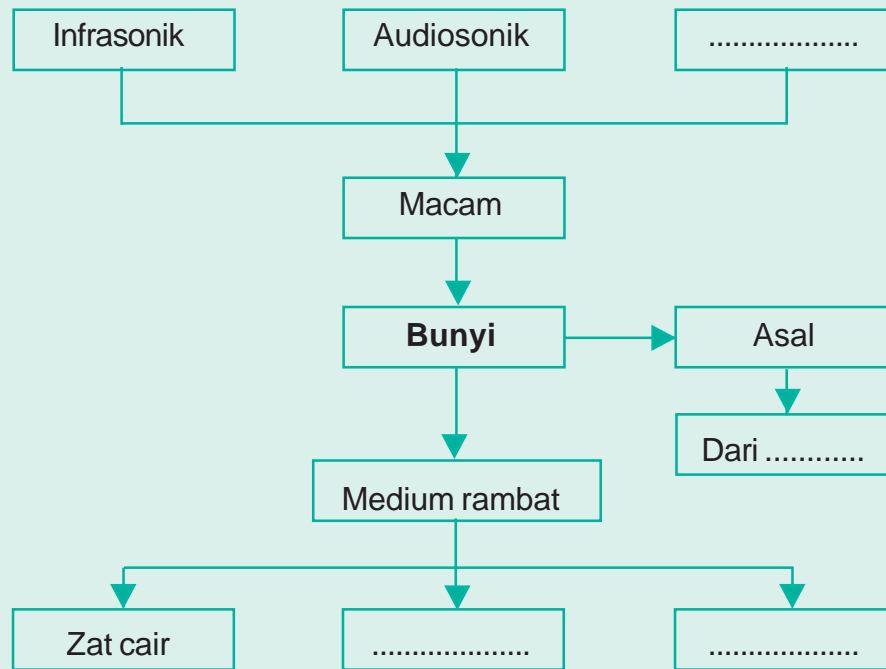 Infrasonik
Audiosonik
...................
Macam
Bunyi
Asal
Dari ............
Medium rambat
Zat cair
...................
...................